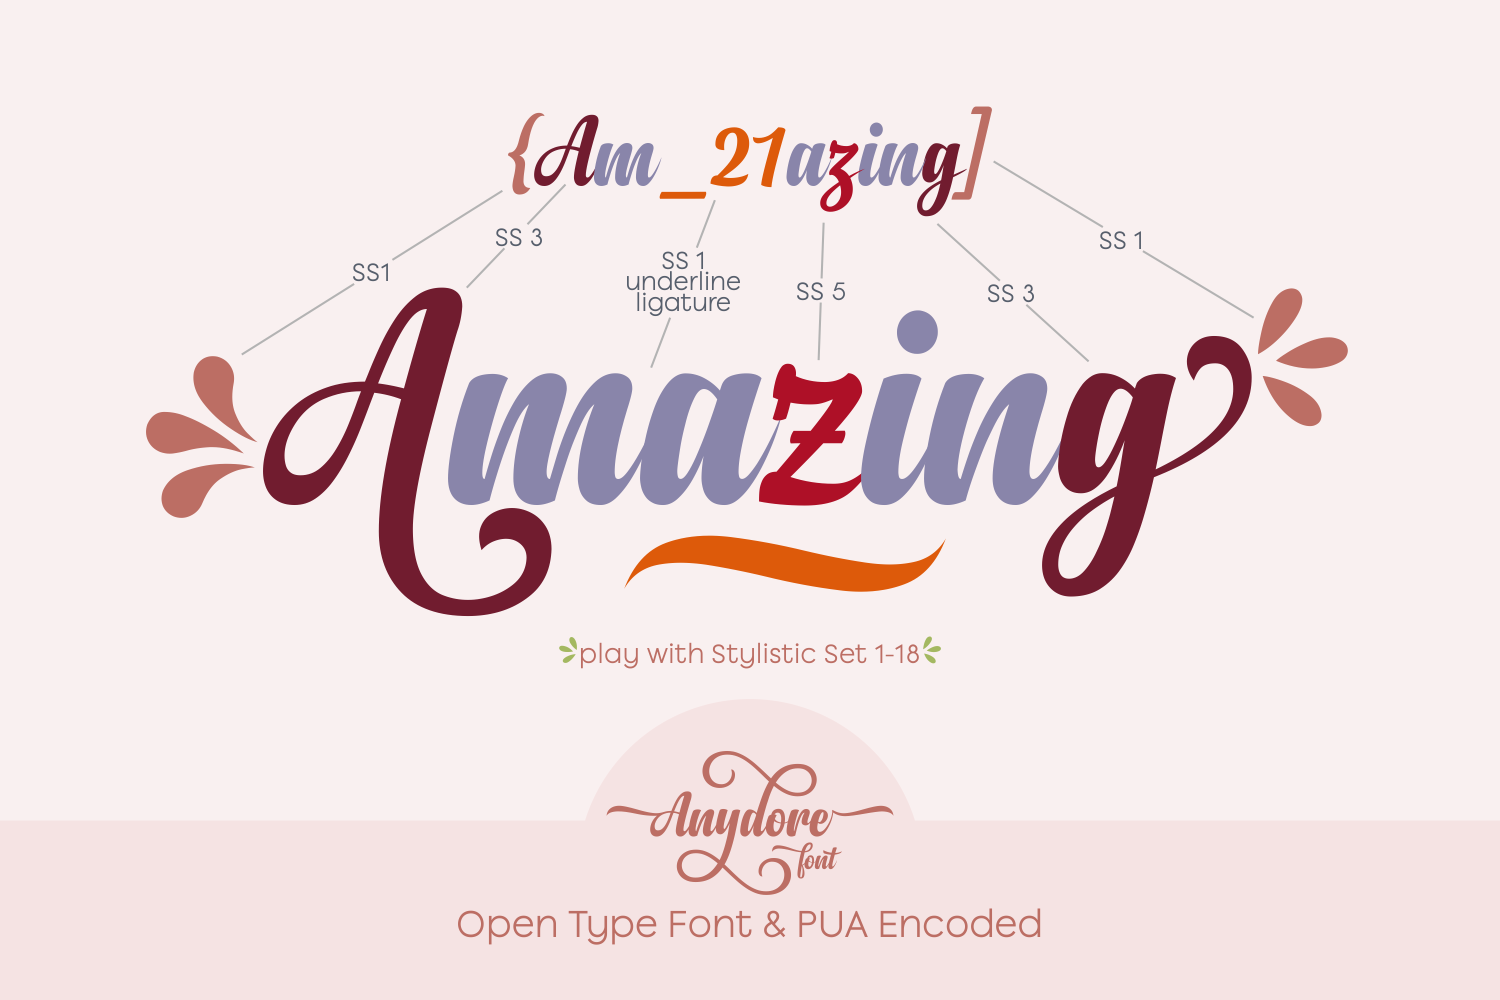 {Am_21azing]
SS1
SS 3
SS 1
underline
ligature
SS 5
SS 3
SS 1
Amazing
play with Stylistic Set 1-18
Anydore
font
Open Type Font & PUA Encoded